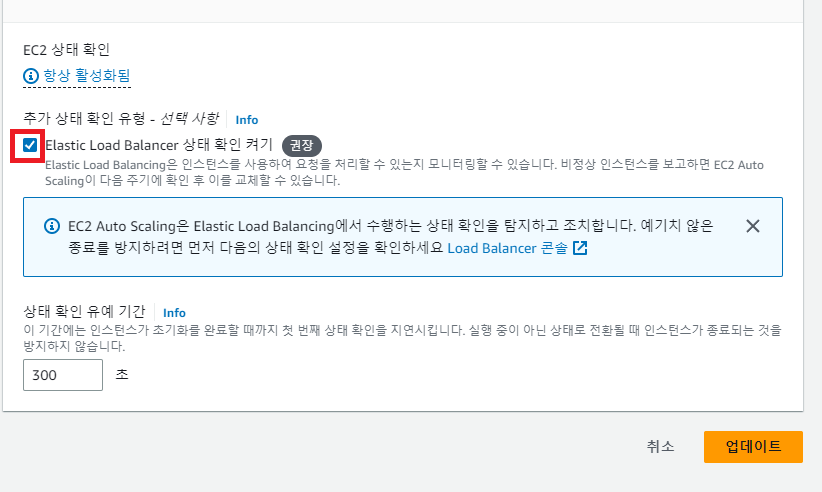 EC2 상태 확인
항상 활성화됨
추가 상태 확인 유형 - 선택 사항 Info
Elastic Load Balancer 상태 확인 켜기 권장
Elastic Load Balancing은 인스턴스를 사용하여 요청을 처리할 수 있는지 모니터링할 수 있습니다. 비정상 인스턴스를 보고하면 EC2 Auto
Scaling이 다음 주기에 확인 후 이를 교체할 수 있습니다.
EC2 Auto Scaling은 Elastic Load Balancing에서 수행하는 상태 확인을 탐지하고 조치합니다. 예기치 않은
종료를 방지하려면 먼저 다음의 상태 확인 설정을 확인하세요 Load Balancer 콘솔
상태 확인 유예 기간 Info
이 기간에는 인스턴스가 초기화를 완료할 때까지 첫 번째 상태 확인을 지연시킵니다. 실행 중이 아닌 상태로 전환될 때 인스턴스가 종료되는 것을
방지하지 않습니다.
300 초
취소 업데이트